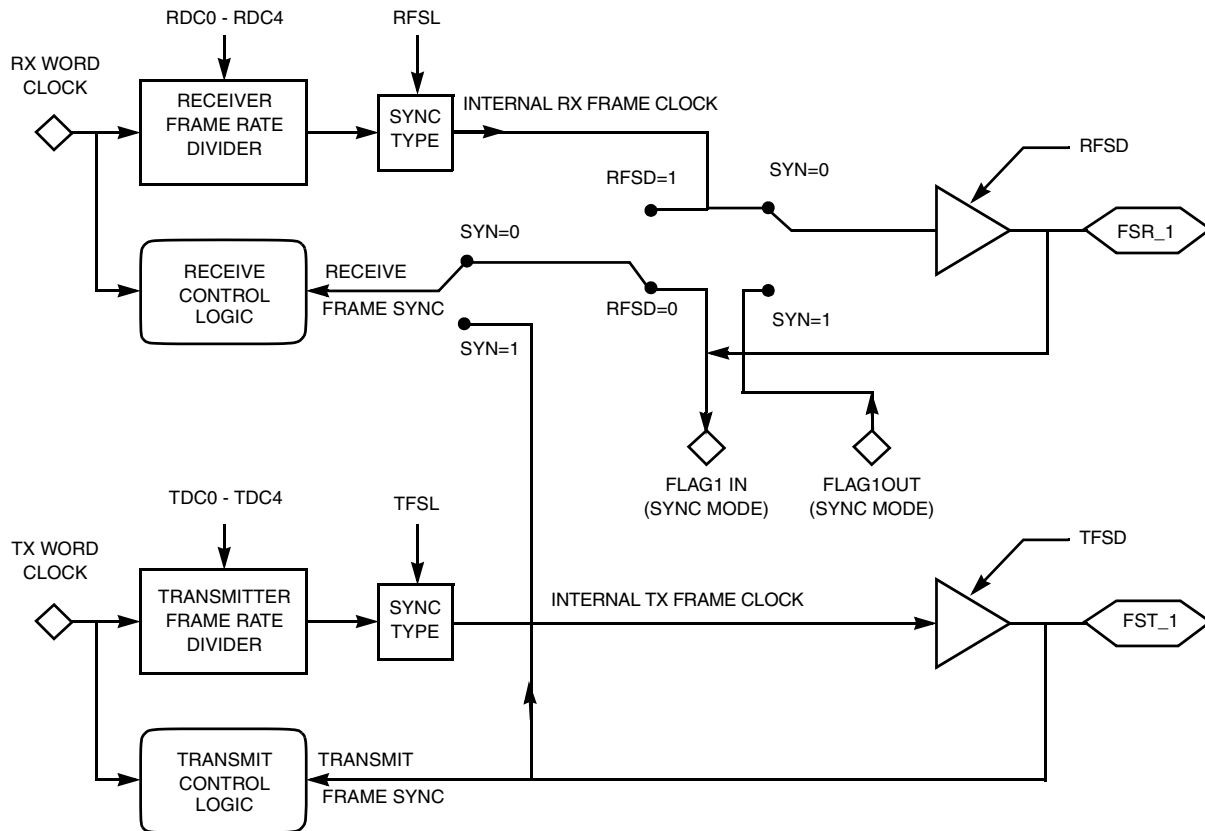 RDC0 - RDC4
RFSL
RX WORD
CLOCK
RECEIVER
FRAME RATE
DIVIDER
SYNC
TYPE
INTERNAL RX FRAME CLOCK
RFSD
RFSD=1
SYN=0
FSR_1
SYN=0
RECEIVE
CONTROL
LOGIC
RECEIVE
FRAME SYNC
RFSD=0
SYN=1
SYN=1
FLAG1 IN
(SYNC MODE)
FLAG1OUT
(SYNC MODE)
TDC0 - TDC4
TFSL
TX WORD
CLOCK
TFSD
TRANSMITTER
FRAME RATE
DIVIDER
SYNC
TYPE
INTERNAL TX FRAME CLOCK
FST_1
TRANSMIT
CONTROL
LOGIC
TRANSMIT
FRAME SYNC